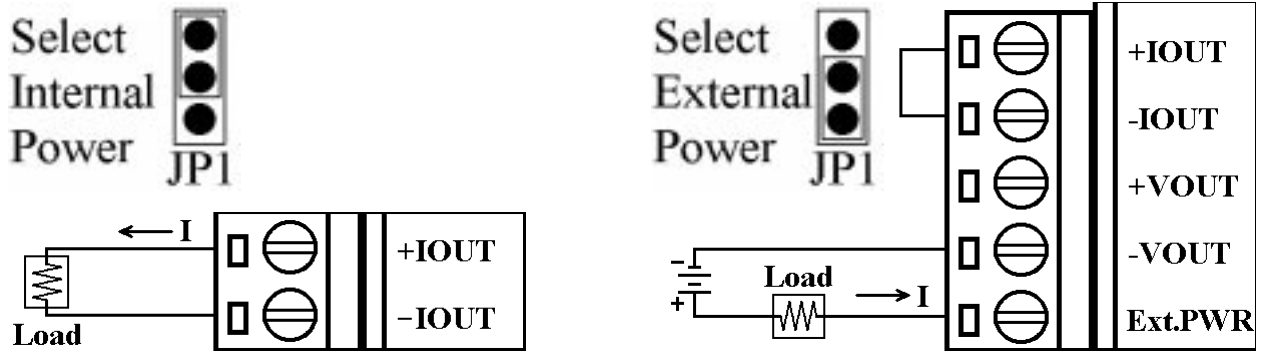 Select
Internal
Power
JP1
I
+IOUT
−IOUT
Load
Select
External
Power
JP1
+IOUT
-IOUT
+VOUT
-VOUT
Ext.PWR
-
+
Load
I